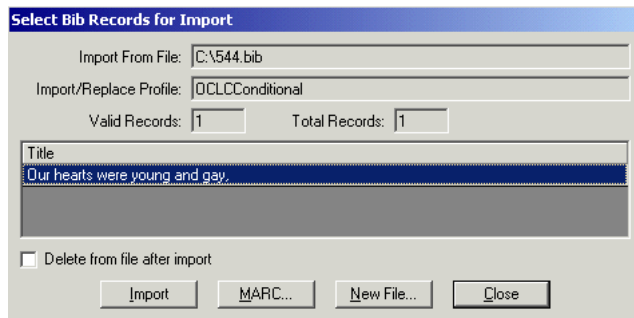 Select Bib Records for Import
Import From File: C:\544.bib
Import/Replace Profile: OCLCConditional
Valid Records: 1 Total Records: 1
Title
Our hearts were young and gay,
Delete from file after import
Import MARC... New File... Close